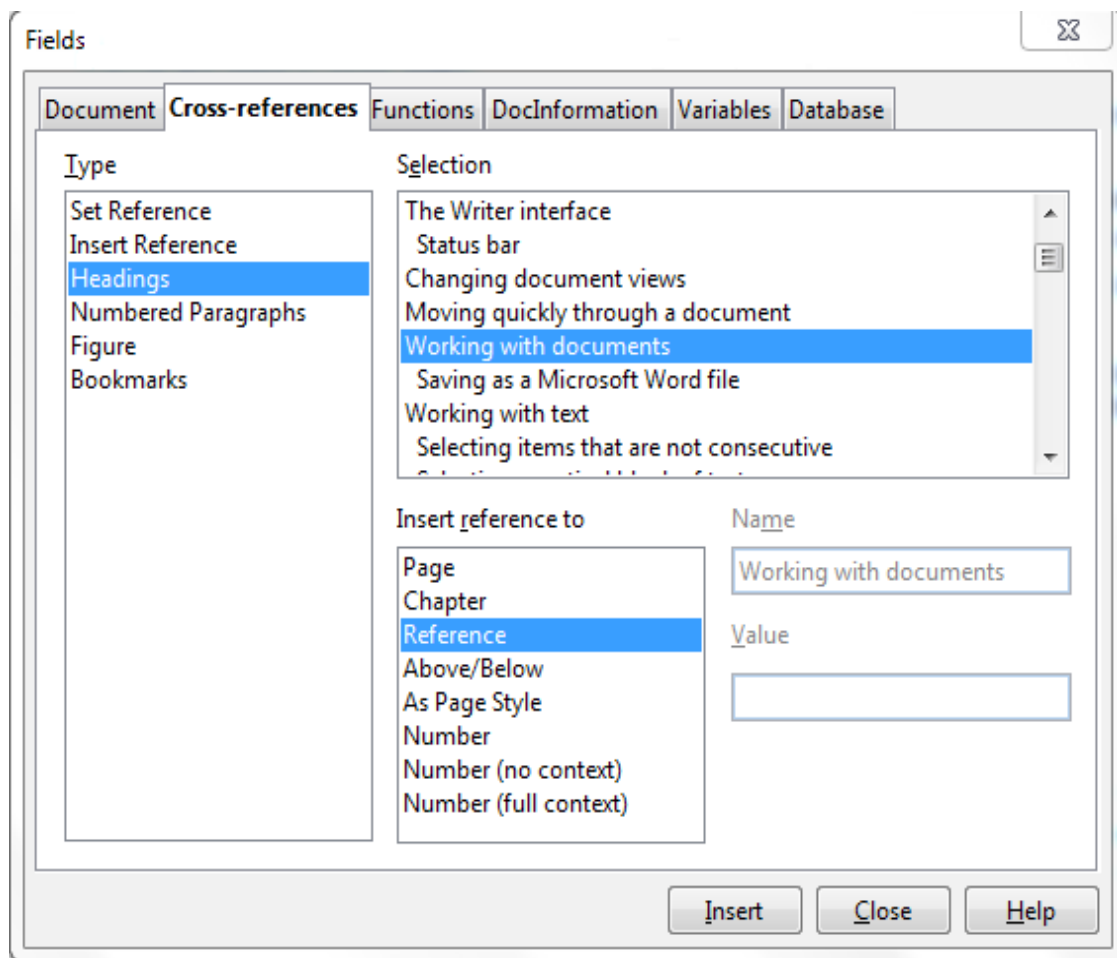 Fields
Document Cross-references Functions DocInformation Variables Database
Type
Set Reference
Insert Reference
Headings
Numbered Paragraphs
Figure
Bookmarks
Selection
The Writer interface
Status bar
Changing document views
Moving quickly through a document
Working with documents
Saving as a Microsoft Word file
Working with text
Selecting items that are not consecutive
Insert reference to
Page
Chapter
Reference
Above/Below
As Page Style
Number
Number (no context)
Number (full context)
Name
Working with documents
Value
Insert Close Help